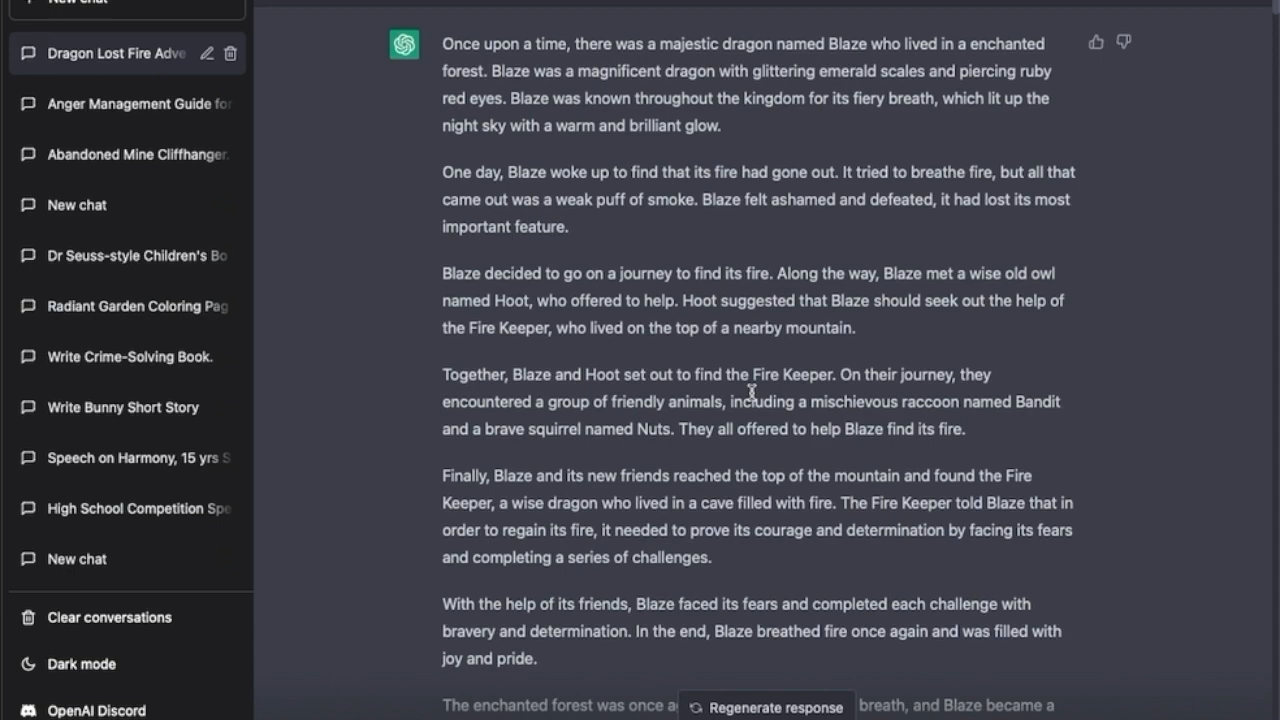 New chat
Dragon Lost Fire Adve
Anger Management Guide for
Abandoned Mine Cliffhanger.
New chat
Dr Seuss-style Children's Bo
Radiant Garden Coloring Pag
Write Crime-Solving Book.
Write Bunny Short Story
Speech on Harmony, 15 yrs S
High School Competition Spe
New chat
Clear conversations
Dark mode
OpenAI Discord
Once upon a time, there was a majestic dragon named Blaze who lived in a enchanted
forest. Blaze was a magnificent dragon with glittering emerald scales and piercing ruby
red eyes. Blaze was known throughout the kingdom for its fiery breath, which lit up the
night sky with a warm and brilliant glow.
One day, Blaze woke up to find that its fire had gone out. It tried to breathe fire, but all that
came out was a weak puff of smoke. Blaze felt ashamed and defeated, it had lost its most
important feature.
Blaze decided to go on a journey to find its fire. Along the way, Blaze met a wise old owl
named Hoot, who offered to help. Hoot suggested that Blaze should seek out the help of
the Fire Keeper, who lived on the top of a nearby mountain.
Together, Blaze and Hoot set out to find the Fire Keeper. On their journey, they
encountered a group of friendly animals, including a mischievous raccoon named Bandit
and a brave squirrel named Nuts. They all offered to help Blaze find its fire.
Finally, Blaze and its new friends reached the top of the mountain and found the Fire
Keeper, a wise dragon who lived in a cave filled with fire. The Fire Keeper told Blaze that in
order to regain its fire, it needed to prove its courage and determination by facing its fears
and completing a series of challenges.
With the help of its friends, Blaze faced its fears and completed each challenge with
bravery and determination. In the end, Blaze breathed fire once again and was filled with
joy and pride.
The enchanted forest was once a breath, and Blaze became a
Regenerate response